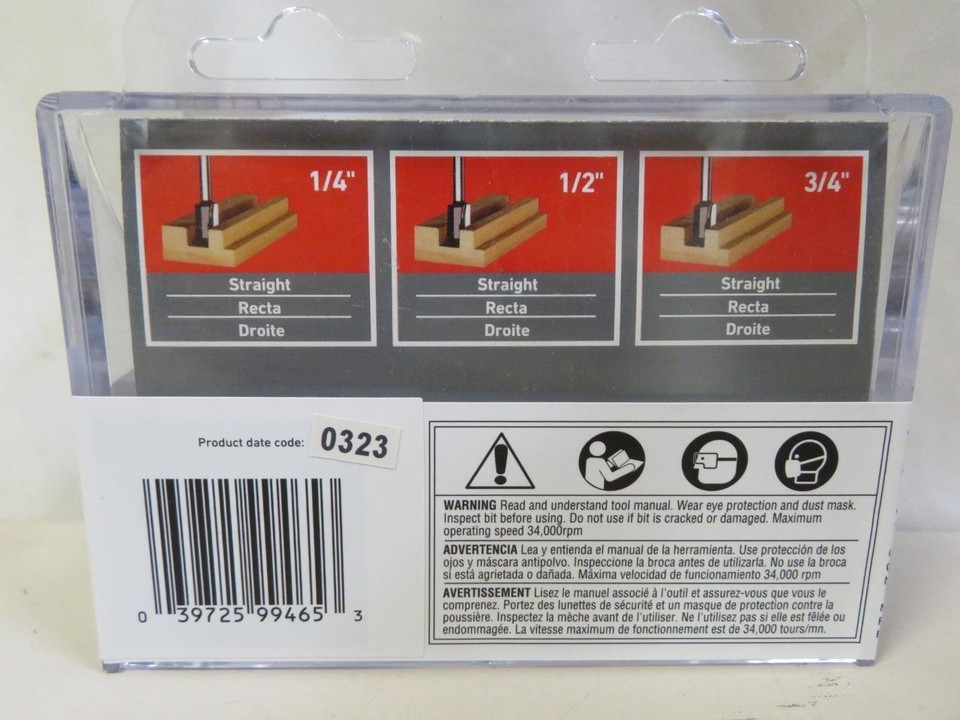 1/4"
Straight
Recta
Droite
1/2"
Straight
Recta
Droite
3/4"
Straight
Recta
Droite
Product date code: 0323
0 39725 99465 3
WARNING Read and understand tool manual. Wear eye protection and dust mask.
Inspect bit before using. Do not use if bit is cracked or damaged. Maximum
operating speed 34,000rpm
ADVERTENCIA Lea y entienda el manual de la herramienta. Use protección de los
ojos y máscara antipolvo. Inspeccione la broca antes de utilizarla. No use la broca
si está agrietada o dañada. Máxima velocidad de funcionamiento 34,000 rpm
AVERTISSEMENT Lisez le manuel associé à l'outil et assurez-vous que vous le
comprenez. Portez des lunettes de sécurité et un masque de protection contre la
poussière. Inspectez la mèche avant de l'utiliser. Ne l'utilisez pas si elle est fêlée ou
endommagée. La vitesse maximum de fonctionnement est de 34,000 tours/mn.